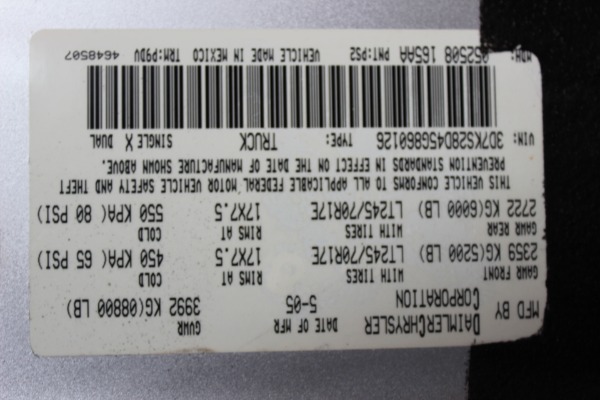 MFD BY DAIMLERCHRYSLER CORPORATION DATE OF MFR 5-05 GVWR 3992 KG(08800 LB)
GAWR FRONT WITH TIRES RIMS AT COLD
2359 KG(5200 LB) LT245/70R17E 17X7.5 450 KPA( 65 PSI)
GAWR REAR WITH TIRES RIMS AT COLD
2722 KG(6000 LB) LT245/70R17E 17X7.5 550 KPA( 80 PSI)
THIS VEHICLE CONFORMS TO ALL APPLICABLE FEDERAL MOTOR VEHICLE SAFETY AND THEFT
PREVENTION STANDARDS IN EFFECT ON THE DATE OF MANUFACTURE SHOWN ABOVE.
VIN: 3D7KS28D45G860126 TYPE: TRUCK SINGLE X DUAL
MDH: 052508 165AA PNT:PS2 VEHICLE MADE IN MEXICO TRM:P9DV 4648507